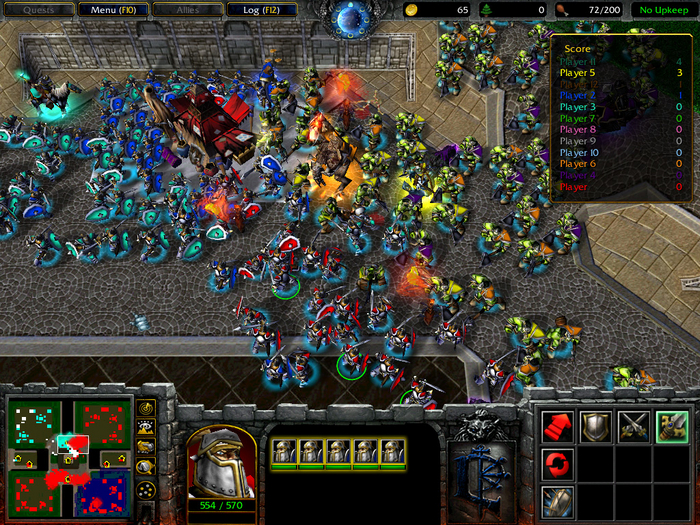 Quests
Menu (F10)
Allies
Log (F12)
65
0
72/200
No Upkeep
Score
Player 11 4
Player 5 3
Player 2 1
Player 3 0
Player 7 0
Player 8 0
Player 9 0
Player 10 0
Player 6 0
Player 4 0
Player 0
554 / 570